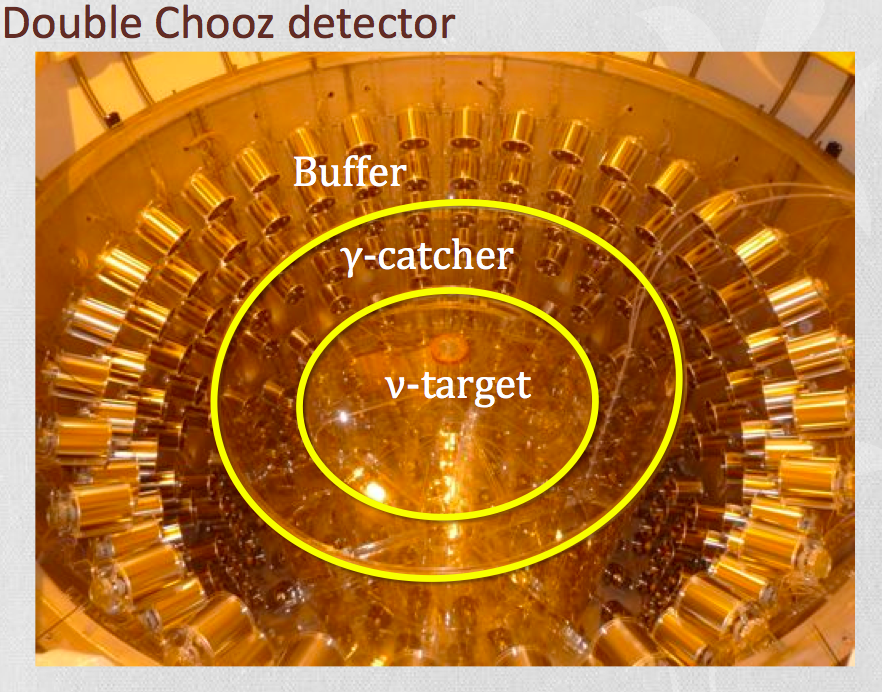 Double Chooz detector
Buffer
γ-catcher
ν-target